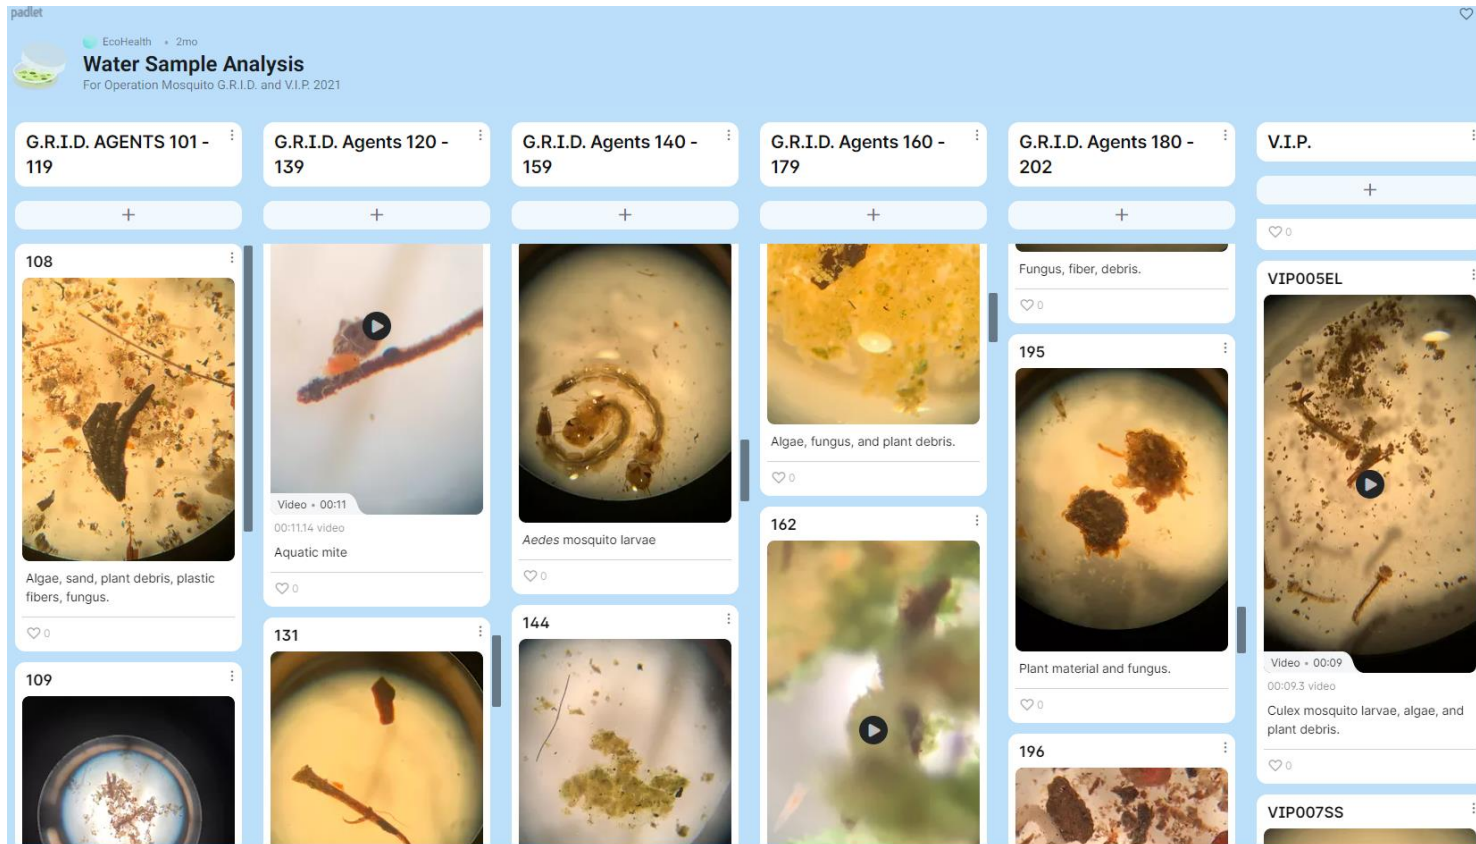 padlet
EcoHealth • 2mo
Water Sample Analysis
For Operation Mosquito G.R.I.D. and V.I.P. 2021
G.R.I.D. AGENTS 101 -
119
108
Algae, sand, plant debris, plastic
fibers, fungus.
0
109
G.R.I.D. Agents 120 -
139
Video • 00:11
00:11.14 video
Aquatic mite
0
131
G.R.I.D. Agents 140 -
159
Aedes mosquito larvae
0
144
G.R.I.D. Agents 160 -
179
Algae, fungus, and plant debris.
0
162
G.R.I.D. Agents 180 -
202
Fungus, fiber, debris.
0
195
Plant material and fungus.
0
196
V.I.P.
0
VIP005EL
Video • 00:09
00:09.3 video
Culex mosquito larvae, algae, and
plant debris.
0
VIP007SS